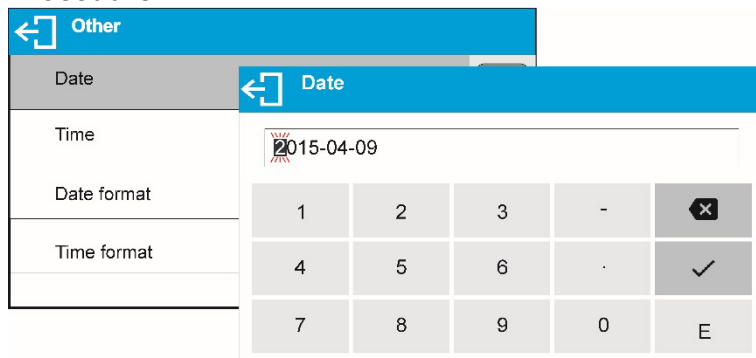 Other
Date
Time
Date format
Time format
Date
2015-04-09
1 2 3 -
4 5 6 .
7 8 9 0 E